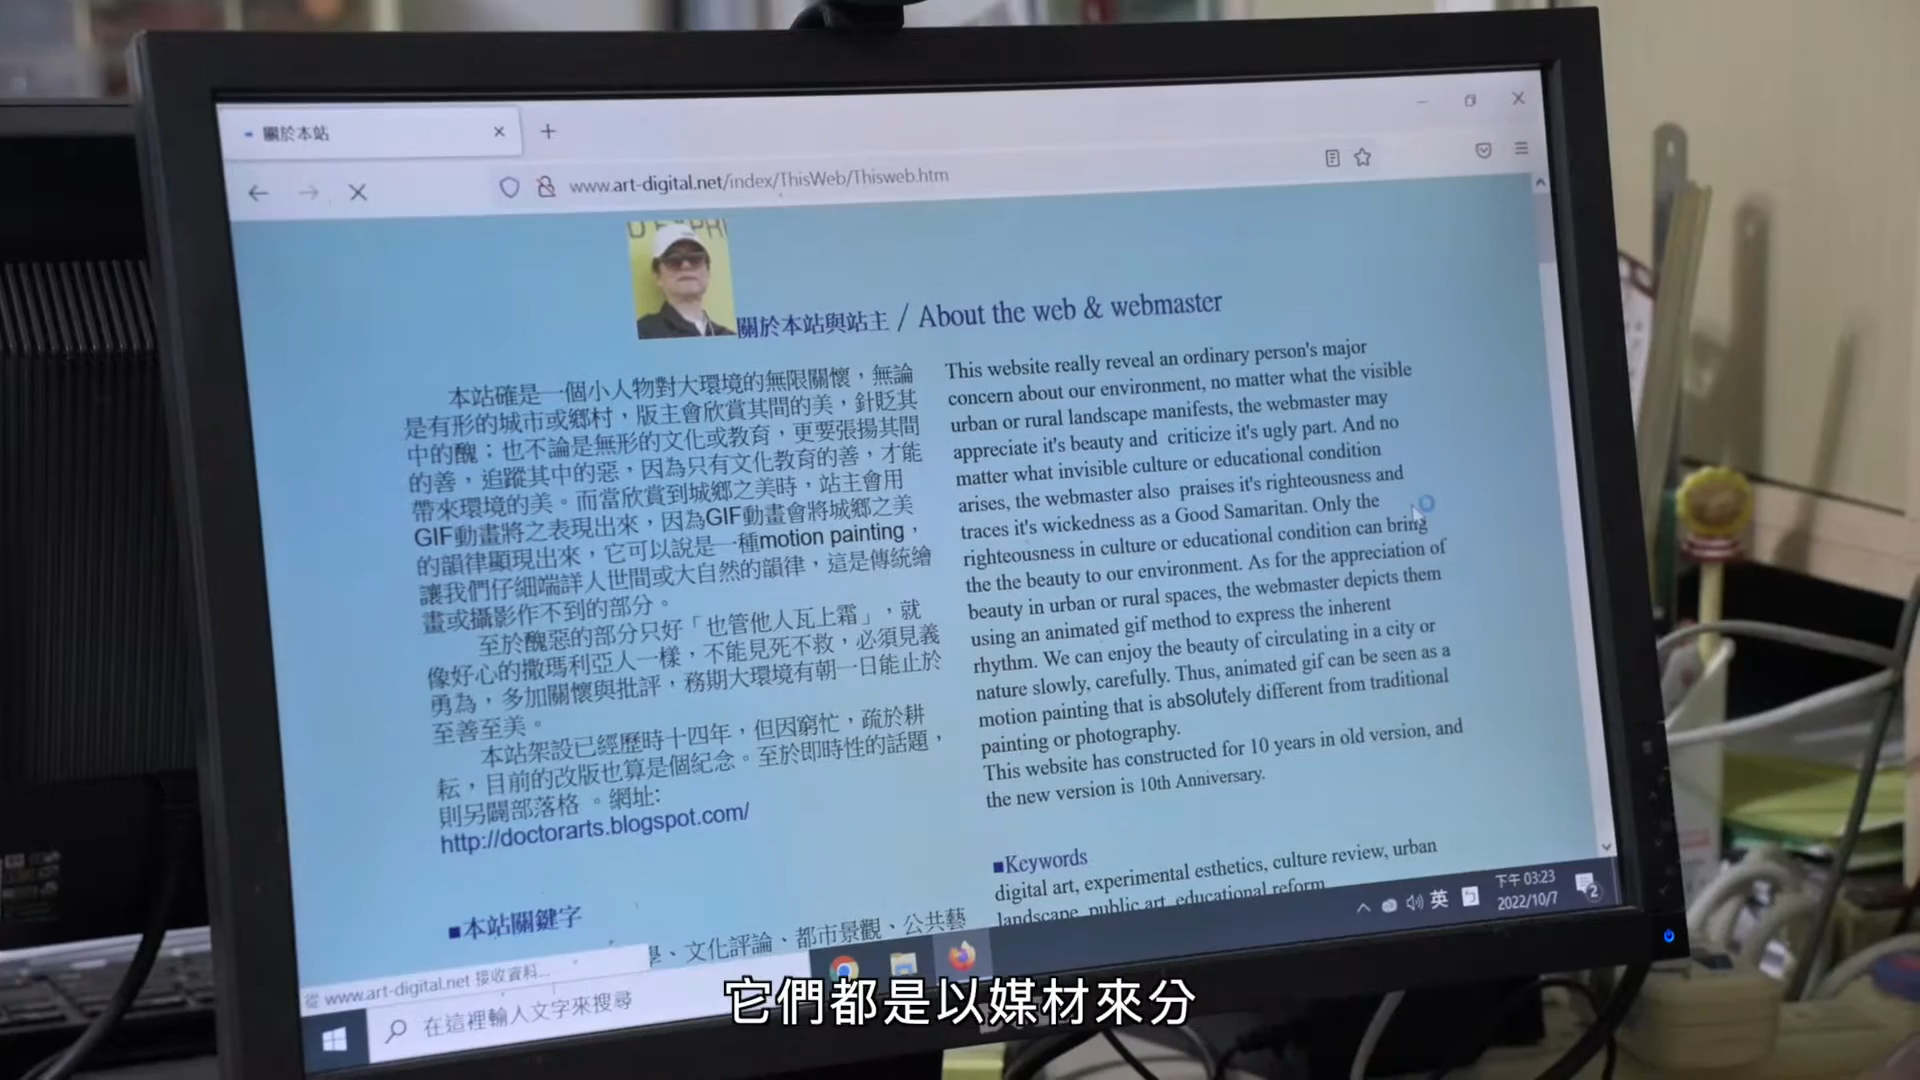 關於本站
www.art-digital.net/index/ThisWeb/Thisweb.htm
關於本站與站主 / About the web & webmaster
本站確是一個小人物對大環境的無限關懷，無論
是有形的城市或鄉村，版主會欣賞其間的美，針貶其
中的醜；也不論是無形的文化或教育，更要張揚其間
的善，追蹤其中的惡，因為只有文化教育的善，才能
帶來環境的美。而當欣賞到城鄉之美時，站主會用
GIF動畫將之表現出來，因為GIF動畫會將城鄉之美
的韻律顯現出來，它可以說是一種motion painting，
讓我們仔細端詳人世間或大自然的韻律，這是傳統繪
畫或攝影作不到的部分。
至於醜惡的部分只好「也管他人瓦上霜」，就
像好心的撒瑪利亞人一樣，不能見死不救，必須見義
勇為，多加關懷與批評，務期大環境有朝一日能止於
至善至美。
本站架設已經歷時十四年，但因窮忙，疏於耕
耘，目前的改版也算是個紀念。至於即時性的話題，
則另闢部落格 。網址:
http://doctorarts.blogspot.com/
■本站關鍵字
學、文化評論、都市景觀、公共藝
This website really reveal an ordinary person's major
concern about our environment, no matter what the visible
urban or rural landscape manifests, the webmaster may
appreciate it's beauty and criticize it's ugly part. And no
matter what invisible culture or educational condition
arises, the webmaster also praises it's righteousness and
traces it's wickedness as a Good Samaritan. Only the
righteousness in culture or educational condition can bring
the the beauty to our environment. As for the appreciation of
beauty in urban or rural spaces, the webmaster depicts them
using an animated gif method to express the inherent
rhythm. We can enjoy the beauty of circulating in a city or
nature slowly, carefully. Thus, animated gif can be seen as a
motion painting that is absolutely different from traditional
painting or photography.
This website has constructed for 10 years in old version, and
the new version is 10th Anniversary.
■Keywords
digital art, experimental esthetics, culture review, urban
landscape, public art, educational reform
從 www.art-digital.net 接收資料...
在這裡輸入文字來搜尋
英
下午 03:23
2022/10/7
2
它們都是以媒材來分